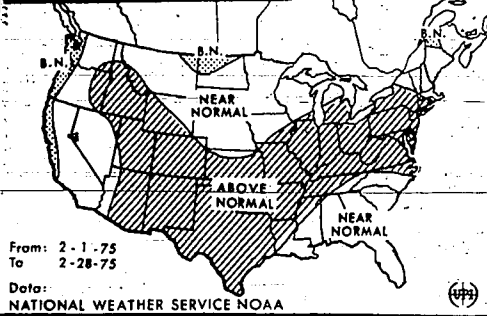 B.N.
B.N.
B.N.
NEAR
NORMAL
ABOVE
NORMAL
NEAR
NORMAL
From: 2-1-75
To 2-28-75
Data:
NATIONAL WEATHER SERVICE NOAA
UPI